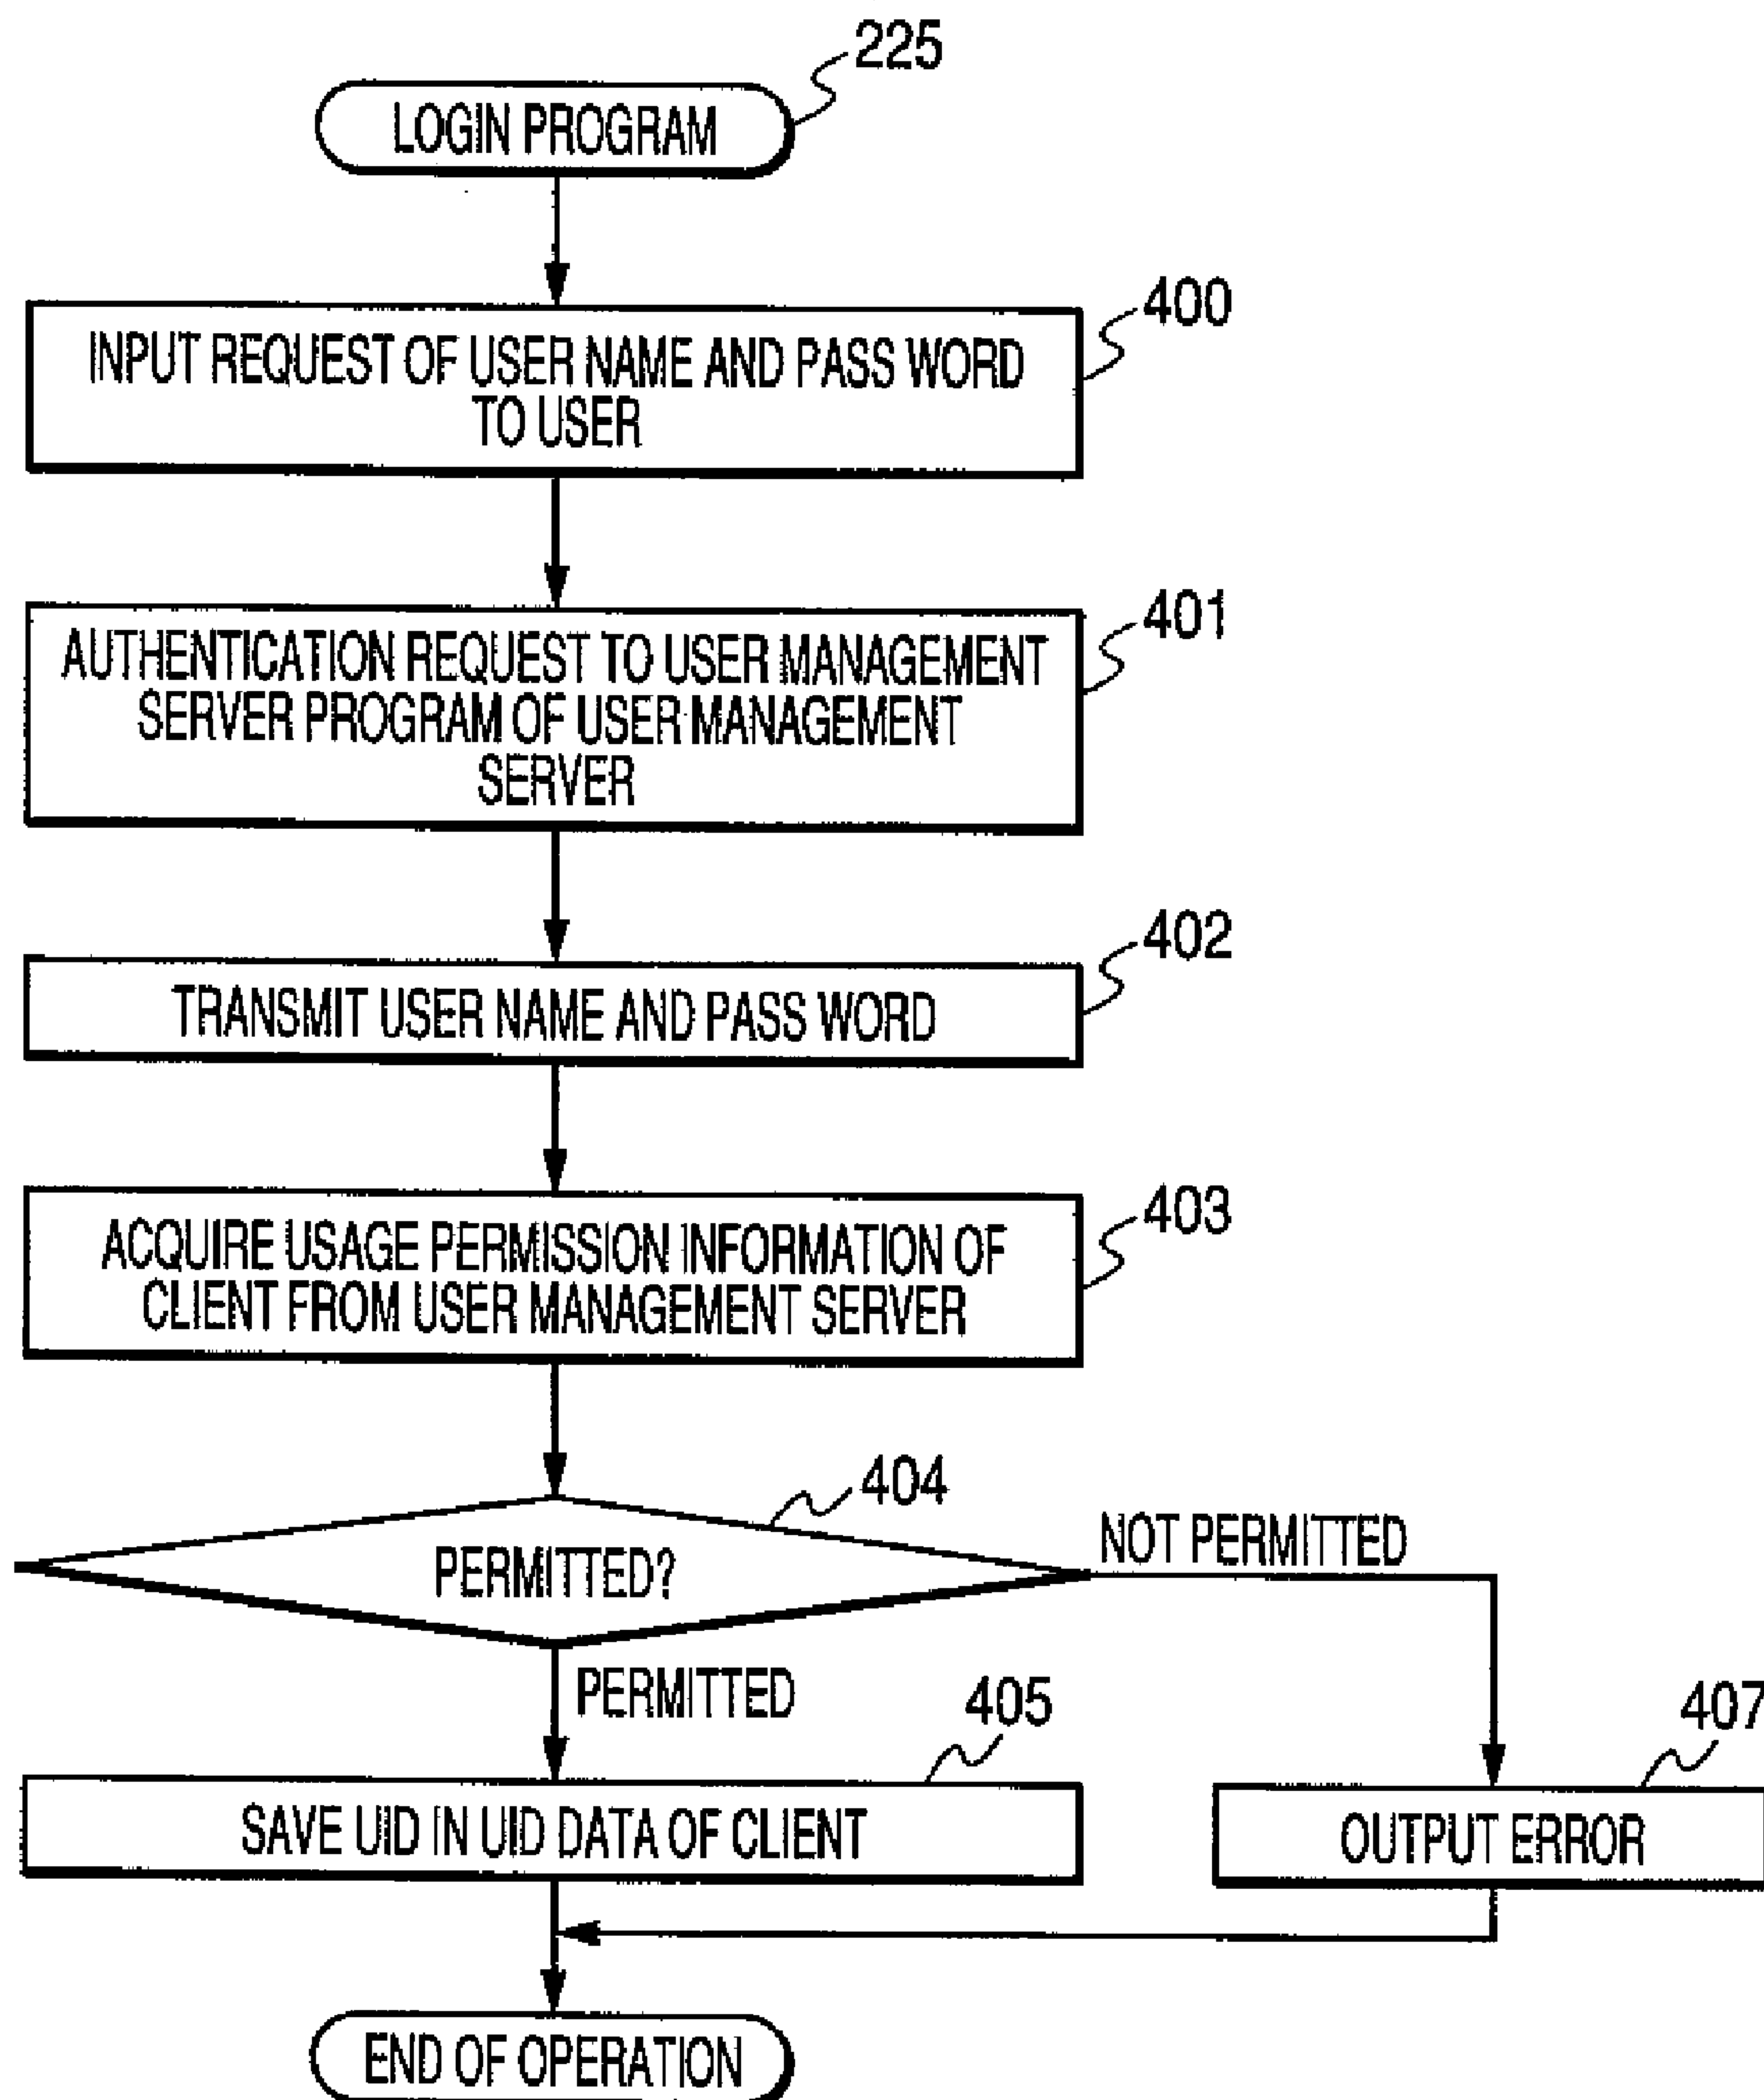 225
LOGIN PROGRAM
400
INPUT REQUEST OF USER NAME AND PASS WORD
TO USER
401
AUTHENTICATION REQUEST TO USER MANAGEMENT
SERVER PROGRAM OF USER MANAGEMENT
SERVER
402
TRANSMIT USER NAME AND PASS WORD
403
ACQUIRE USAGE PERMISSION INFORMATION OF
CLIENT FROM USER MANAGEMENT SERVER
404
PERMITTED?
NOT PERMITTED
PERMITTED
405
SAVE UID IN UID DATA OF CLIENT
407
OUTPUT ERROR
END OF OPERATION